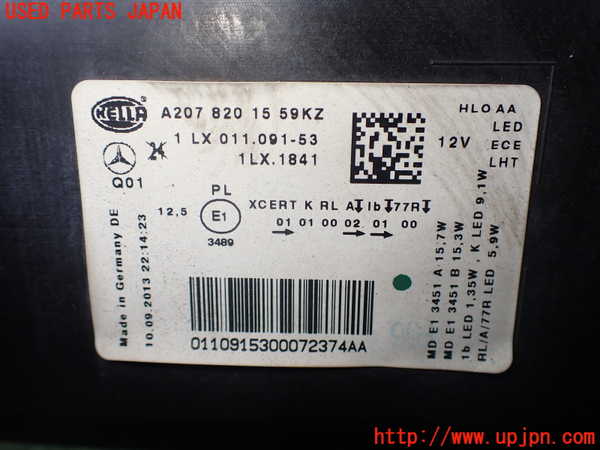 USED PARTS JAPAN
HELLA
A207 820 15 59KZ
1 LX 011.091-53
1LX.1841
Q01
12V
HLO AA
LED
ECE
LHT
PL
12,5
E1
3489
XCERT K RL A 1b 77R
01 01 00 02 01 00
Made in Germany DE
10.09.2013 22:14:23
MD E1 3451 A 15,7W
MD E1 3451 B 15,3W
1b LED 1,35W , K LED 9,1W
RL/A/77R LED 5,9W
0110915300072374AA
UPJ http://www.upjpn.com/